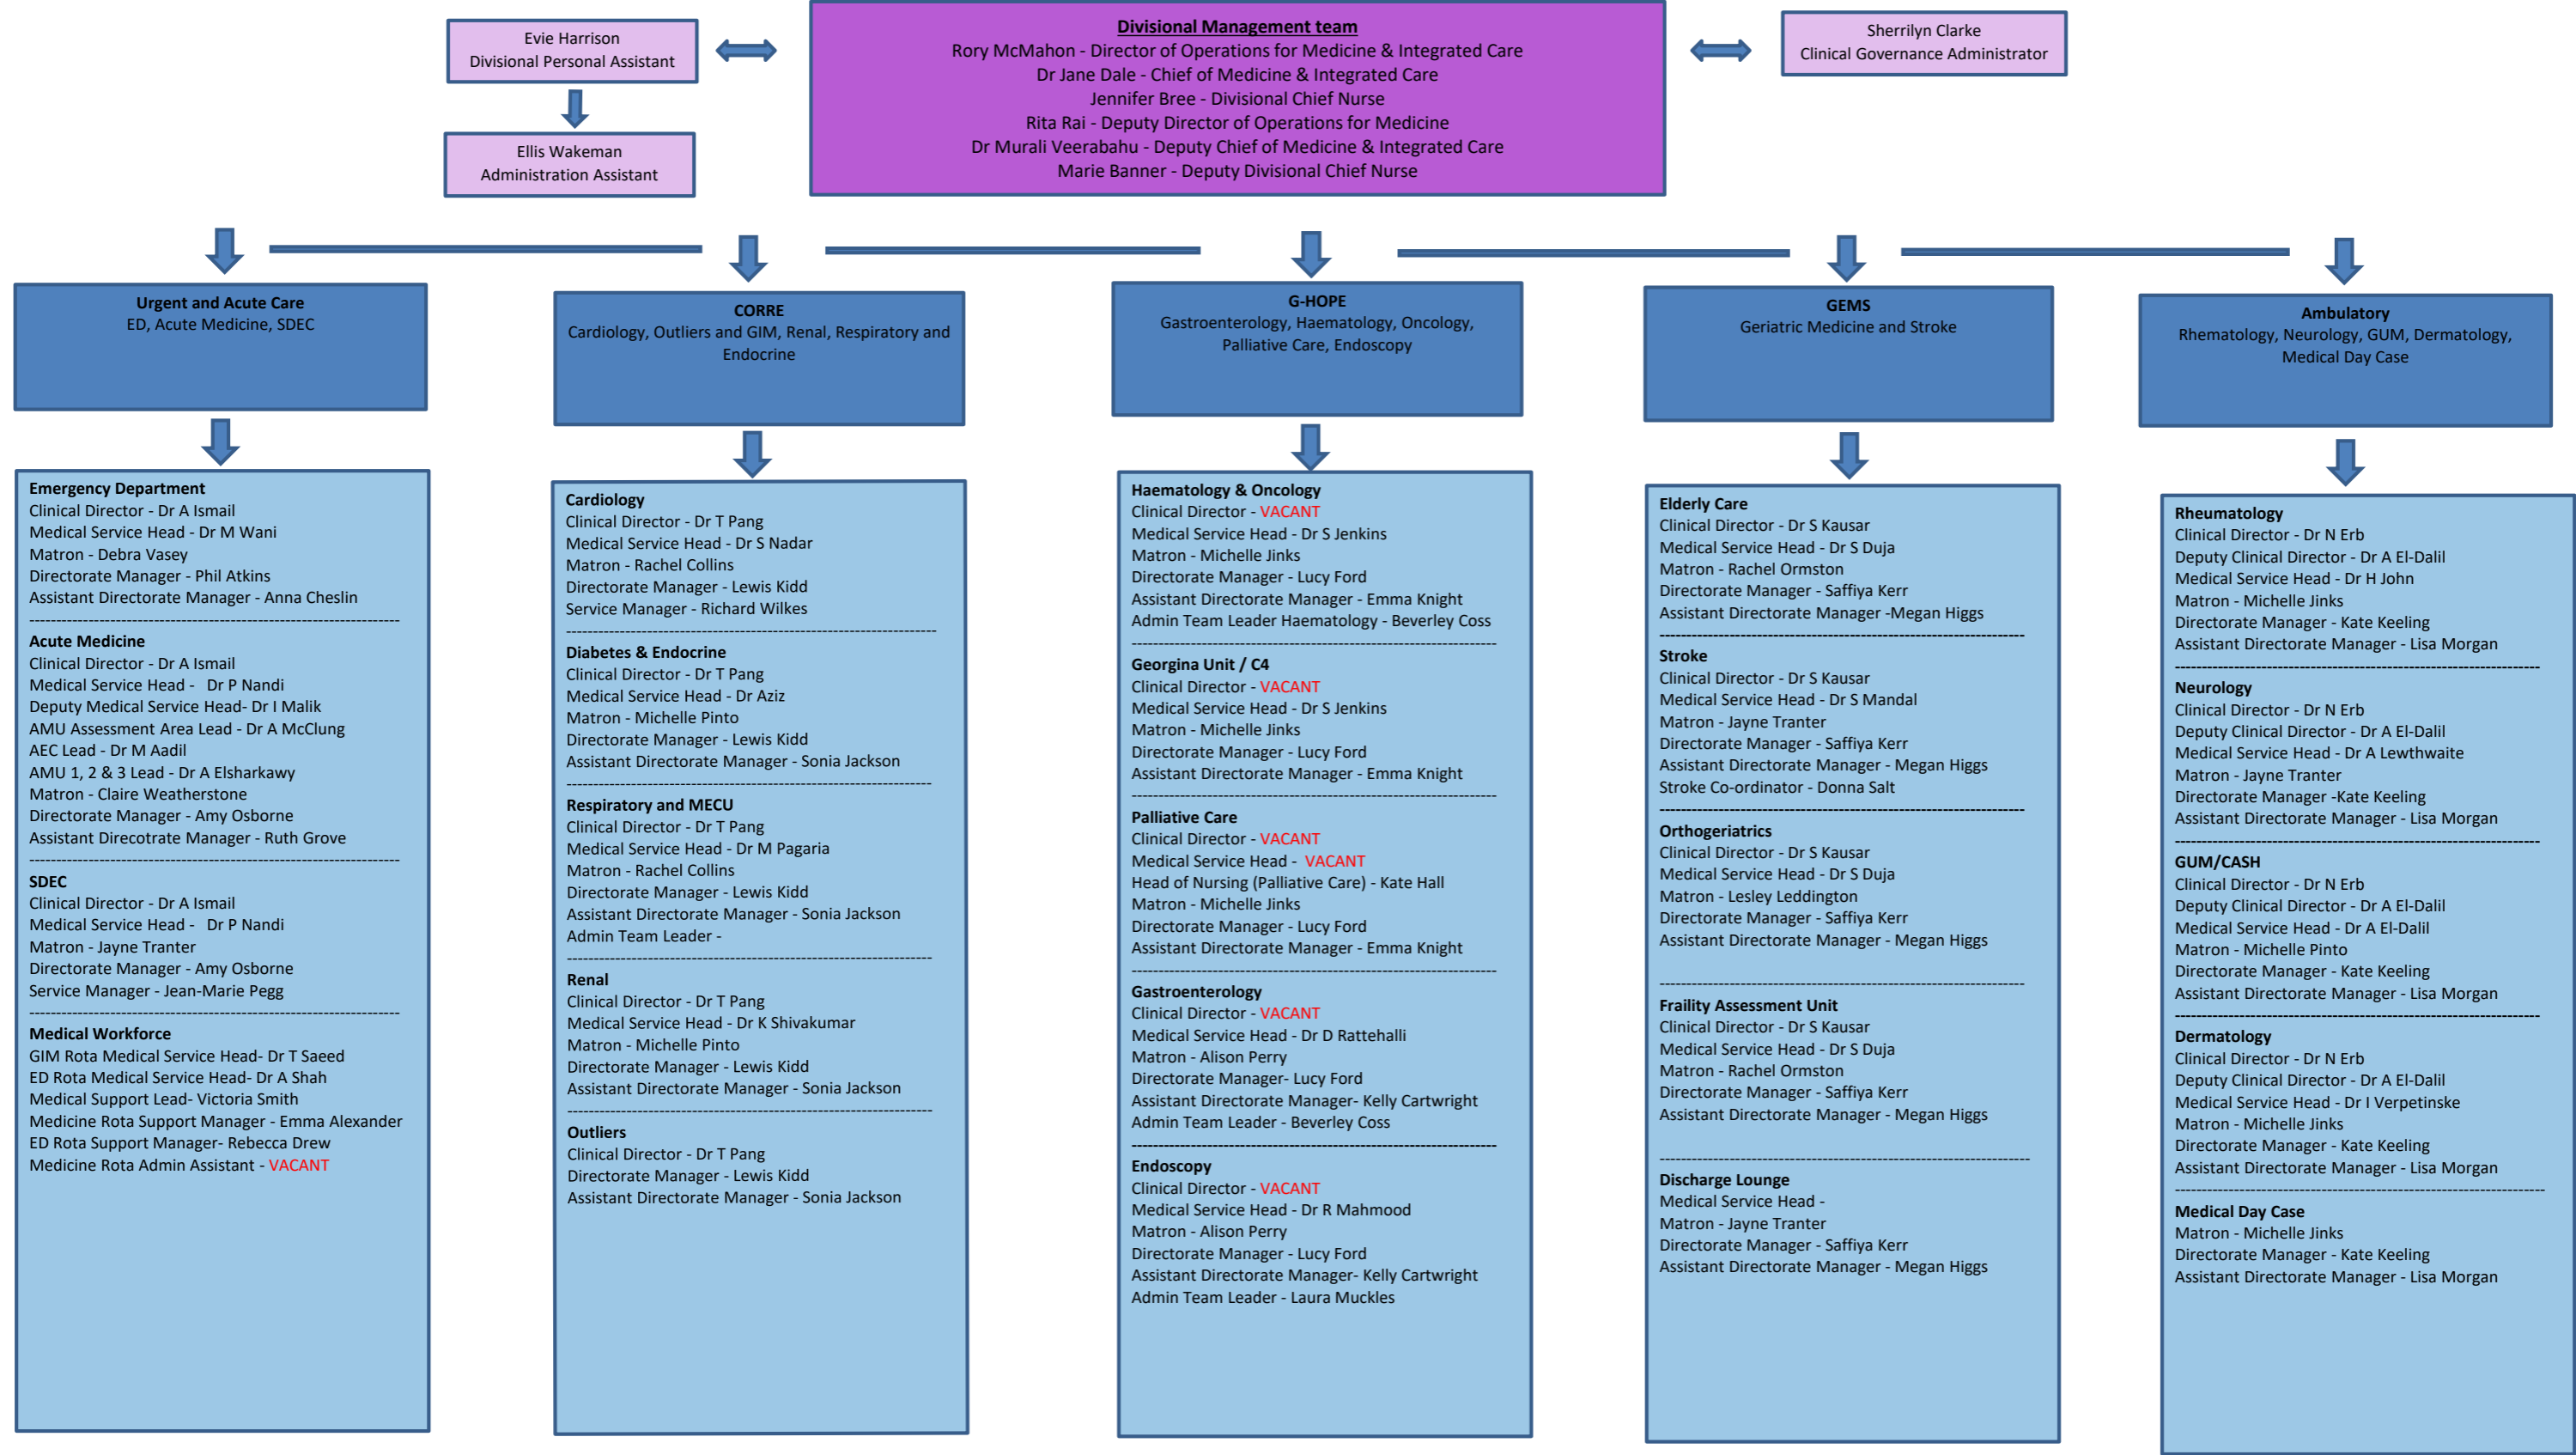 Evie Harrison
Divisional Personal Assistant
Ellis Wakeman
Administration Assistant
Divisional Management team
Rory McMahon - Director of Operations for Medicine & Integrated Care
Dr Jane Dale - Chief of Medicine & Integrated Care
Jennifer Bree - Divisional Chief Nurse
Rita Rai - Deputy Director of Operations for Medicine
Dr Murali Veerabahu - Deputy Chief of Medicine & Integrated Care
Marie Banner - Deputy Divisional Chief Nurse
Sherrilyn Clarke
Clinical Governance Administrator
Urgent and Acute Care
ED, Acute Medicine, SDEC
CORRE
Cardiology, Outliers and GIM, Renal, Respiratory and
Endocrine
G-HOPE
Gastroenterology, Haematology, Oncology,
Palliative Care, Endoscopy
GEMS
Geriatric Medicine and Stroke
Ambulatory
Rhematology, Neurology, GUM, Dermatology,
Medical Day Case
Emergency Department
Clinical Director - Dr A Ismail
Medical Service Head - Dr M Wani
Matron - Debra Vasey
Directorate Manager - Phil Atkins
Assistant Directorate Manager - Anna Cheslin
Acute Medicine
Clinical Director - Dr A Ismail
Medical Service Head -  Dr P Nandi
Deputy Medical Service Head- Dr I Malik
AMU Assessment Area Lead - Dr A McClung
AEC Lead - Dr M Aadil
AMU 1, 2 & 3 Lead - Dr A Elsharkawy
Matron - Claire Weatherstone
Directorate Manager - Amy Osborne
Assistant Direcotrate Manager - Ruth Grove
SDEC
Clinical Director - Dr A Ismail
Medical Service Head -  Dr P Nandi
Matron - Jayne Tranter
Directorate Manager - Amy Osborne
Service Manager - Jean-Marie Pegg
Medical Workforce
GIM Rota Medical Service Head- Dr T Saeed
ED Rota Medical Service Head- Dr A Shah
Medical Support Lead- Victoria Smith
Medicine Rota Support Manager - Emma Alexander
ED Rota Support Manager- Rebecca Drew
Medicine Rota Admin Assistant - VACANT
Cardiology
Clinical Director - Dr T Pang
Medical Service Head - Dr S Nadar
Matron - Rachel Collins
Directorate Manager - Lewis Kidd
Service Manager - Richard Wilkes
Diabetes & Endocrine
Clinical Director - Dr T Pang
Medical Service Head - Dr Aziz
Matron - Michelle Pinto
Directorate Manager - Lewis Kidd
Assistant Directorate Manager - Sonia Jackson
Respiratory and MECU
Clinical Director - Dr T Pang
Medical Service Head - Dr M Pagaria
Matron - Rachel Collins
Directorate Manager - Lewis Kidd
Assistant Directorate Manager - Sonia Jackson
Admin Team Leader -
Renal
Clinical Director - Dr T Pang
Medical Service Head - Dr K Shivakumar
Matron - Michelle Pinto
Directorate Manager - Lewis Kidd
Assistant Directorate Manager - Sonia Jackson
Outliers
Clinical Director - Dr T Pang
Directorate Manager - Lewis Kidd
Assistant Directorate Manager - Sonia Jackson
Haematology & Oncology
Clinical Director - VACANT
Medical Service Head - Dr S Jenkins
Matron - Michelle Jinks
Directorate Manager - Lucy Ford
Assistant Directorate Manager - Emma Knight
Admin Team Leader Haematology - Beverley Coss
Georgina Unit / C4
Clinical Director - VACANT
Medical Service Head - Dr S Jenkins
Matron - Michelle Jinks
Directorate Manager - Lucy Ford
Assistant Directorate Manager - Emma Knight
Palliative Care
Clinical Director - VACANT
Medical Service Head -  VACANT
Head of Nursing (Palliative Care) - Kate Hall
Matron - Michelle Jinks
Directorate Manager - Lucy Ford
Assistant Directorate Manager - Emma Knight
Gastroenterology
Clinical Director - VACANT
Medical Service Head - Dr D Rattehalli
Matron - Alison Perry
Directorate Manager- Lucy Ford
Assistant Directorate Manager- Kelly Cartwright
Admin Team Leader - Beverley Coss
Endoscopy
Clinical Director - VACANT
Medical Service Head - Dr R Mahmood
Matron - Alison Perry
Directorate Manager - Lucy Ford
Assistant Directorate Manager- Kelly Cartwright
Admin Team Leader - Laura Muckles
Elderly Care
Clinical Director - Dr S Kausar
Medical Service Head - Dr S Duja
Matron - Rachel Ormston
Directorate Manager - Saffiya Kerr
Assistant Directorate Manager -Megan Higgs
Stroke
Clinical Director - Dr S Kausar
Medical Service Head - Dr S Mandal
Matron - Jayne Tranter
Directorate Manager - Saffiya Kerr
Assistant Directorate Manager - Megan Higgs
Stroke Co-ordinator - Donna Salt
Orthogeriatrics
Clinical Director - Dr S Kausar
Medical Service Head - Dr S Duja
Matron - Lesley Leddington
Directorate Manager - Saffiya Kerr
Assistant Directorate Manager - Megan Higgs
Fraility Assessment Unit
Clinical Director - Dr S Kausar
Medical Service Head - Dr S Duja
Matron - Rachel Ormston
Directorate Manager - Saffiya Kerr
Assistant Directorate Manager - Megan Higgs
Discharge Lounge
Medical Service Head -
Matron - Jayne Tranter
Directorate Manager - Saffiya Kerr
Assistant Directorate Manager - Megan Higgs
Rheumatology
Clinical Director - Dr N Erb
Deputy Clinical Director - Dr A El-Dalil
Medical Service Head - Dr H John
Matron - Michelle Jinks
Directorate Manager - Kate Keeling
Assistant Directorate Manager - Lisa Morgan
Neurology
Clinical Director - Dr N Erb
Deputy Clinical Director - Dr A El-Dalil
Medical Service Head - Dr A Lewthwaite
Matron - Jayne Tranter
Directorate Manager -Kate Keeling
Assistant Directorate Manager - Lisa Morgan
GUM/CASH
Clinical Director - Dr N Erb
Deputy Clinical Director - Dr A El-Dalil
Medical Service Head - Dr A El-Dalil
Matron - Michelle Pinto
Directorate Manager - Kate Keeling
Assistant Directorate Manager - Lisa Morgan
Dermatology
Clinical Director - Dr N Erb
Deputy Clinical Director - Dr A El-Dalil
Medical Service Head - Dr I Verpetinske
Matron - Michelle Jinks
Directorate Manager - Kate Keeling
Assistant Directorate Manager - Lisa Morgan
Medical Day Case
Matron - Michelle Jinks
Directorate Manager - Kate Keeling
Assistant Directorate Manager - Lisa Morgan